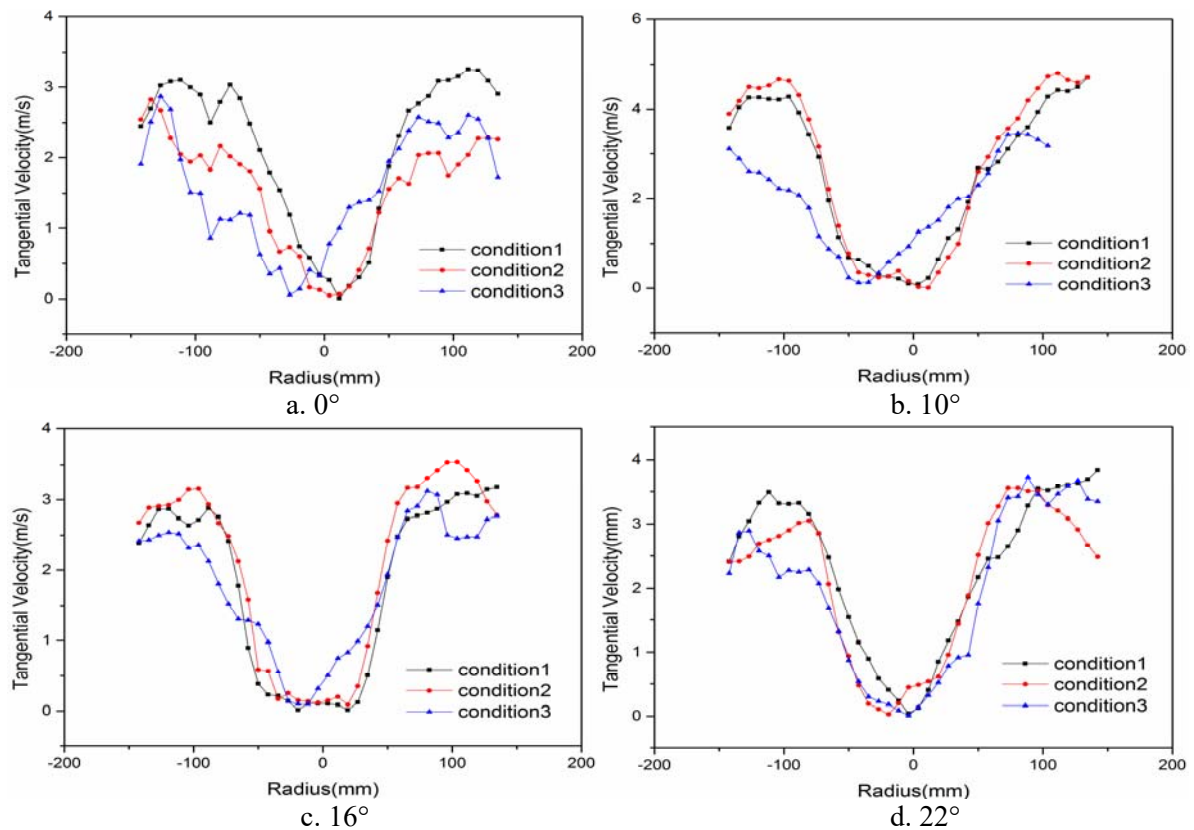 4
3
2
1
0
-200
-100
0
100
200
Tangential Velocity(m/s)
Radius(mm)
condition1
condition2
condition3
a. 0°
6
4
2
0
-200
-100
0
100
200
Tangential Velocity(m/s)
Radius(mm)
condition1
condition2
condition3
b. 10°
4
3
2
1
0
-200
-100
0
100
200
Tangential Velocity(m/s)
Radius(mm)
condition1
condition2
condition3
c. 16°
4
3
2
1
0
-200
-100
0
100
200
Tangential Velocity(mm)
Radius(mm)
condition1
condition2
condition3
d. 22°